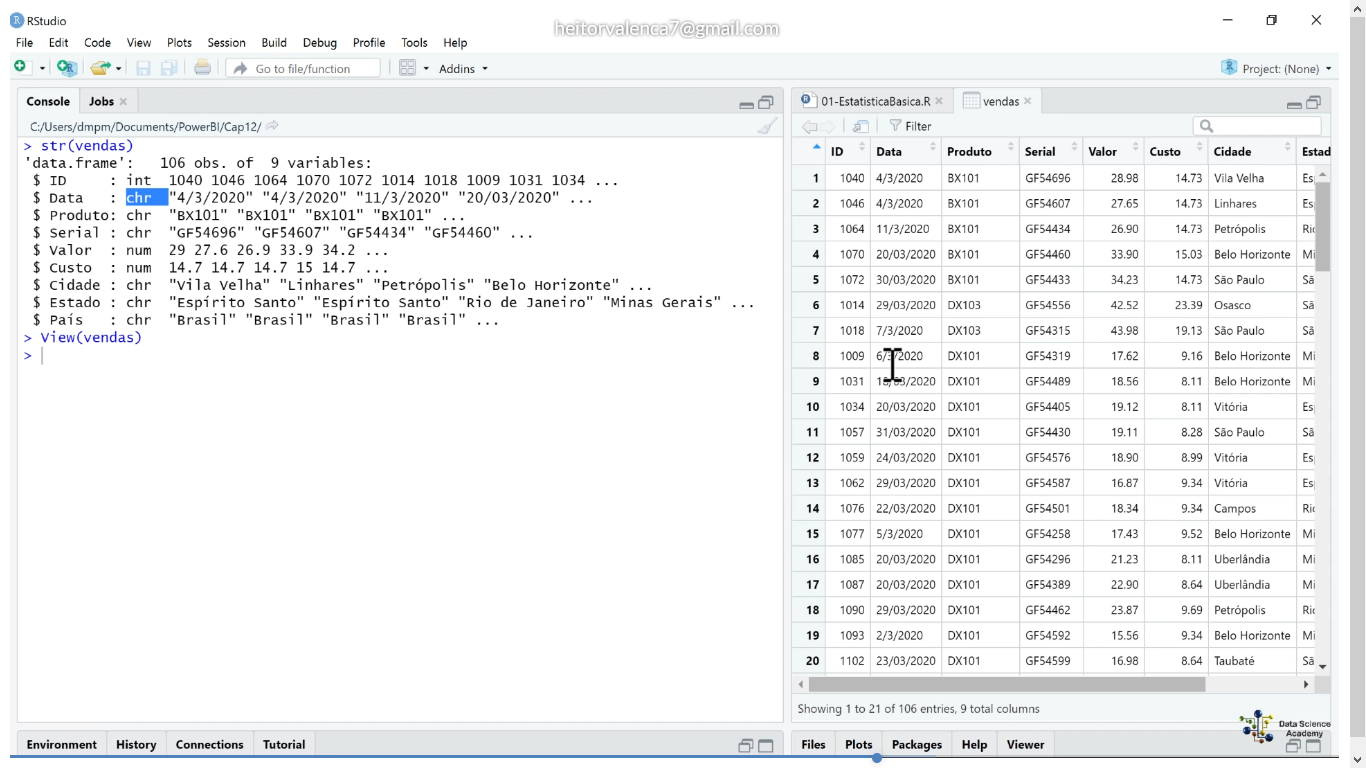 RStudio
heitorvalenca7@gmail.com
File Edit Code View Plots Session Build Debug Profile Tools Help
Go to file/function Addins Project: (None)
Console Jobs
C:/Users/dmpm/Documents/PowerBI/Cap12/
> str(vendas)
'data.frame': 106 obs. of 9 variables:
$ ID : int 1040 1046 1064 1070 1072 1014 1018 1009 1031 1034 ...
$ Data : chr "4/3/2020" "4/3/2020" "11/3/2020" "20/03/2020" ...
$ Produto: chr "BX101" "BX101" "BX101" "BX101" ...
$ Serial : chr "GF54696" "GF54607" "GF54434" "GF54460" ...
$ Valor : num 29 27.6 26.9 33.9 34.2 ...
$ Custo : num 14.7 14.7 14.7 15 14.7 ...
$ Cidade : chr "Vila Velha" "Linhares" "Petrópolis" "Belo Horizonte" ...
$ Estado : chr "Espírito Santo" "Espírito Santo" "Rio de Janeiro" "Minas Gerais" ...
$ País : chr "Brasil" "Brasil" "Brasil" "Brasil" ...
> View(vendas)
>
Environment History Connections Tutorial
01-EstatisticaBasica.R vendas
Filter
ID Data Produto Serial Valor Custo Cidade Estad
1 1040 4/3/2020 BX101 GF54696 28.98 14.73 Vila Velha Es
2 1046 4/3/2020 BX101 GF54607 27.65 14.73 Linhares Es
3 1064 11/3/2020 BX101 GF54434 26.90 14.73 Petrópolis Ri
4 1070 20/03/2020 BX101 GF54460 33.90 15.03 Belo Horizonte Mi
5 1072 30/03/2020 BX101 GF54433 34.23 14.73 São Paulo Sã
6 1014 29/03/2020 DX103 GF54556 42.52 23.39 Osasco Sã
7 1018 7/3/2020 DX103 GF54315 43.98 19.13 São Paulo Sã
8 1009 DX101 GF54319 17.62 9.16 Belo Horizonte Mi
9 1031 DX101 GF54489 18.56 8.11 Belo Horizonte Mi
10 1034 20/03/2020 DX101 GF54405 19.12 8.11 Vitória Es
11 1057 31/03/2020 DX101 GF54430 19.11 8.28 São Paulo Sã
12 1059 24/03/2020 DX101 GF54576 18.90 8.99 Vitória Es
13 1062 29/03/2020 DX101 GF54587 16.87 9.34 Vitória Es
14 1076 22/03/2020 DX101 GF54501 18.34 9.34 Campos Ri
15 1077 5/3/2020 DX101 GF54258 17.43 9.52 Belo Horizonte Mi
16 1085 20/03/2020 DX101 GF54296 21.23 8.11 Uberlândia Mi
17 1087 20/03/2020 DX101 GF54389 22.90 8.64 Uberlândia Mi
18 1090 29/03/2020 DX101 GF54462 23.87 9.69 Petrópolis Ri
19 1093 2/3/2020 DX101 GF54592 15.56 9.34 Belo Horizonte Mi
20 1102 23/03/2020 DX101 GF54599 16.98 8.64 Taubaté Sã
Showing 1 to 21 of 106 entries, 9 total columns
Data Science
Academy
Files Plots Packages Help Viewer